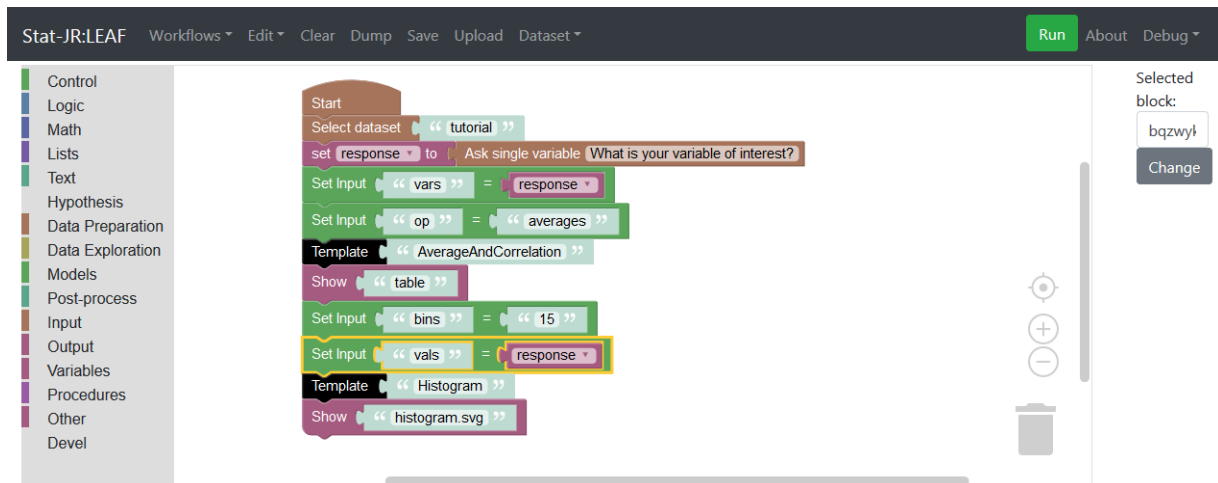 Stat-JR:LEAF Workflows Edit Clear Dump Save Upload Dataset Run About Debug
Control
Logic
Math
Lists
Text
Hypothesis
Data Preparation
Data Exploration
Models
Post-process
Input
Output
Variables
Procedures
Other
Devel
Start
Select dataset “ tutorial ”
set response to Ask single variable What is your variable of interest?
Set Input “ vars ” = response
Set Input “ op ” = “ averages ”
Template “ AverageAndCorrelation ”
Show “ table ”
Set Input “ bins ” = “ 15 ”
Set Input “ vals ” = response
Template “ Histogram ”
Show “ histogram.svg ”
Selected
block:
Change